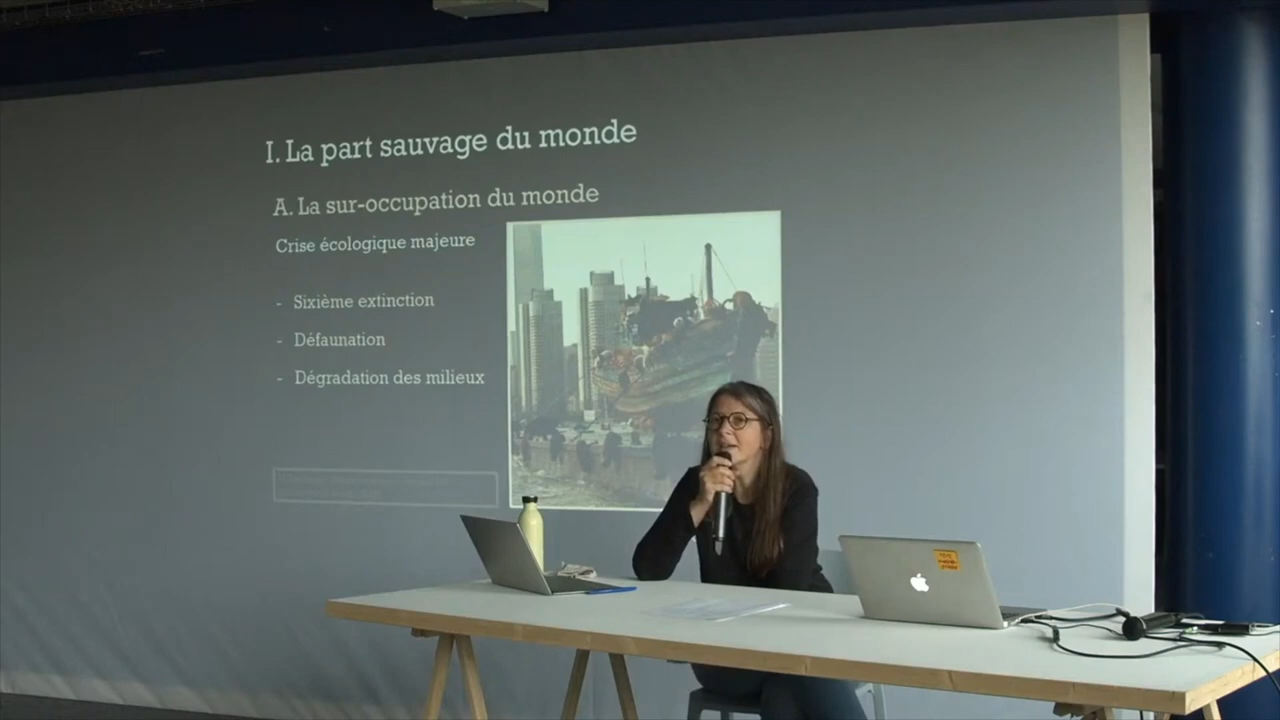 I. La part sauvage du monde
A. La sur-occupation du monde
Crise écologique majeure
- Sixième extinction
- Défaunation
- Dégradation des milieux